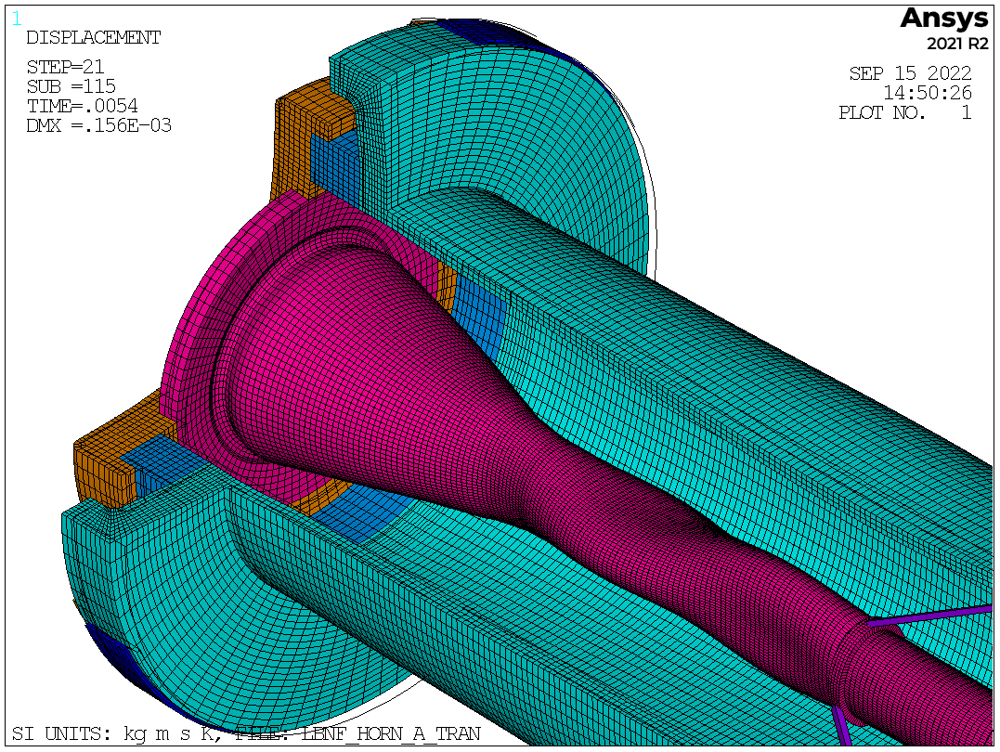 1
DISPLACEMENT
STEP=21
SUB =115
TIME=.0054
DMX =.156E-03
Ansys
2021 R2
SEP 15 2022
14:50:26
PLOT NO. 1
SI UNITS: kg m s K, FILE: LBNF_HORN_A_TRAN